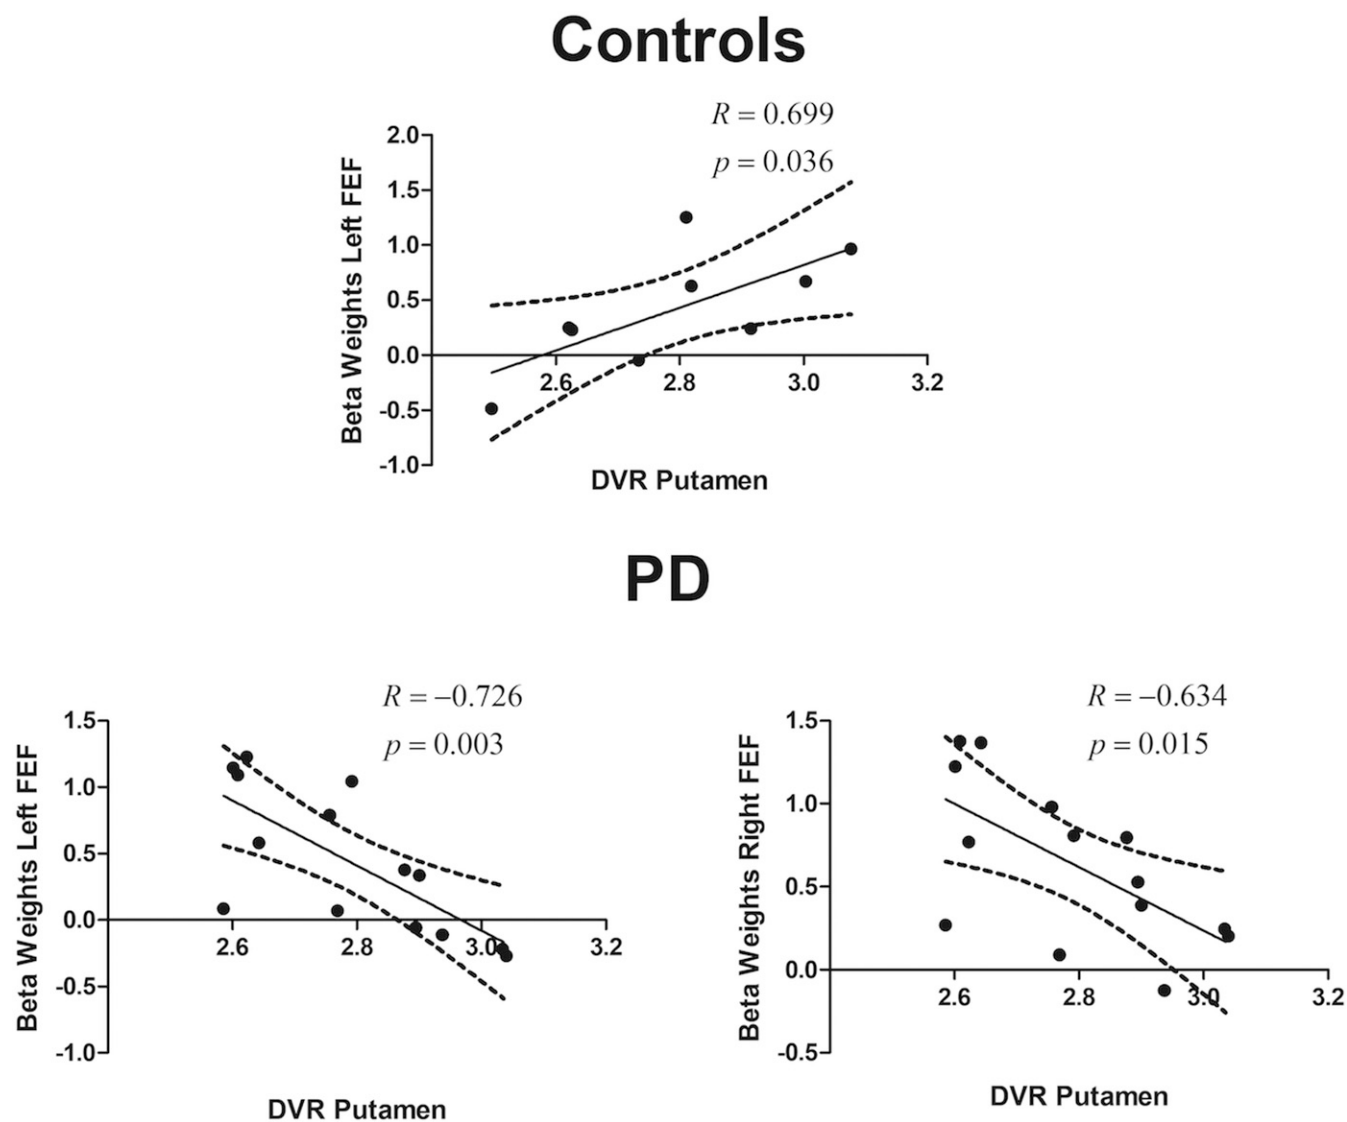 Controls
R = 0.699
p = 0.036
Beta Weights Left FEF
2.0
1.5
1.0
0.5
0.0
-0.5
-1.0
2.6 2.8 3.0 3.2
DVR Putamen
PD
R = −0.726
p = 0.003
Beta Weights Left FEF
1.5
1.0
0.5
0.0
-0.5
-1.0
2.6 2.8 3.0 3.2
DVR Putamen
R = −0.634
p = 0.015
Beta Weights Right FEF
1.5
1.0
0.5
0.0
-0.5
2.6 2.8 3.0 3.2
DVR Putamen